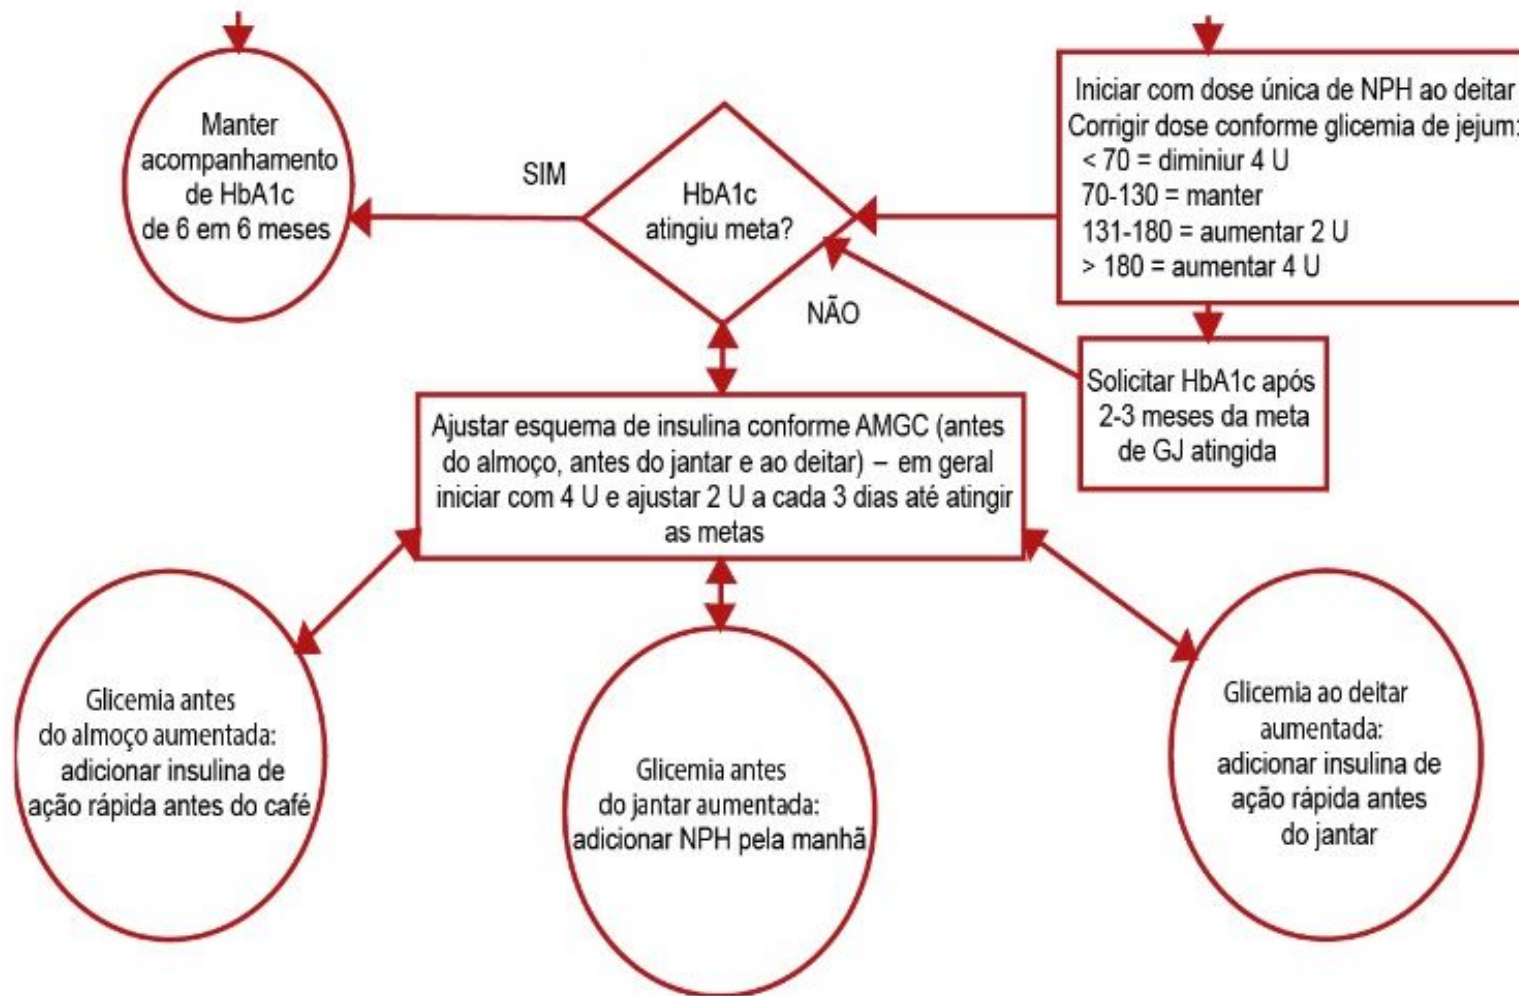 Manter
acompanhamento
de HbA1c
de 6 em 6 meses
SIM
HbA1c
atingiu meta?
NÃO
Iniciar com dose única de NPH ao deitar
Corrigir dose conforme glicemia de jejum:
< 70 = diminiur 4 U
70-130 = manter
131-180 = aumentar 2 U
> 180 = aumentar 4 U
Solicitar HbA1c após
2-3 meses da meta
de GJ atingida
Ajustar esquema de insulina conforme AMGC (antes
do almoço, antes do jantar e ao deitar) – em geral
iniciar com 4 U e ajustar 2 U a cada 3 dias até atingir
as metas
Glicemia antes
do almoço aumentada:
adicionar insulina de
ação rápida antes do café
Glicemia antes
do jantar aumentada:
adicionar NPH pela manhã
Glicemia ao deitar
aumentada:
adicionar insulina de
ação rápida antes
do jantar